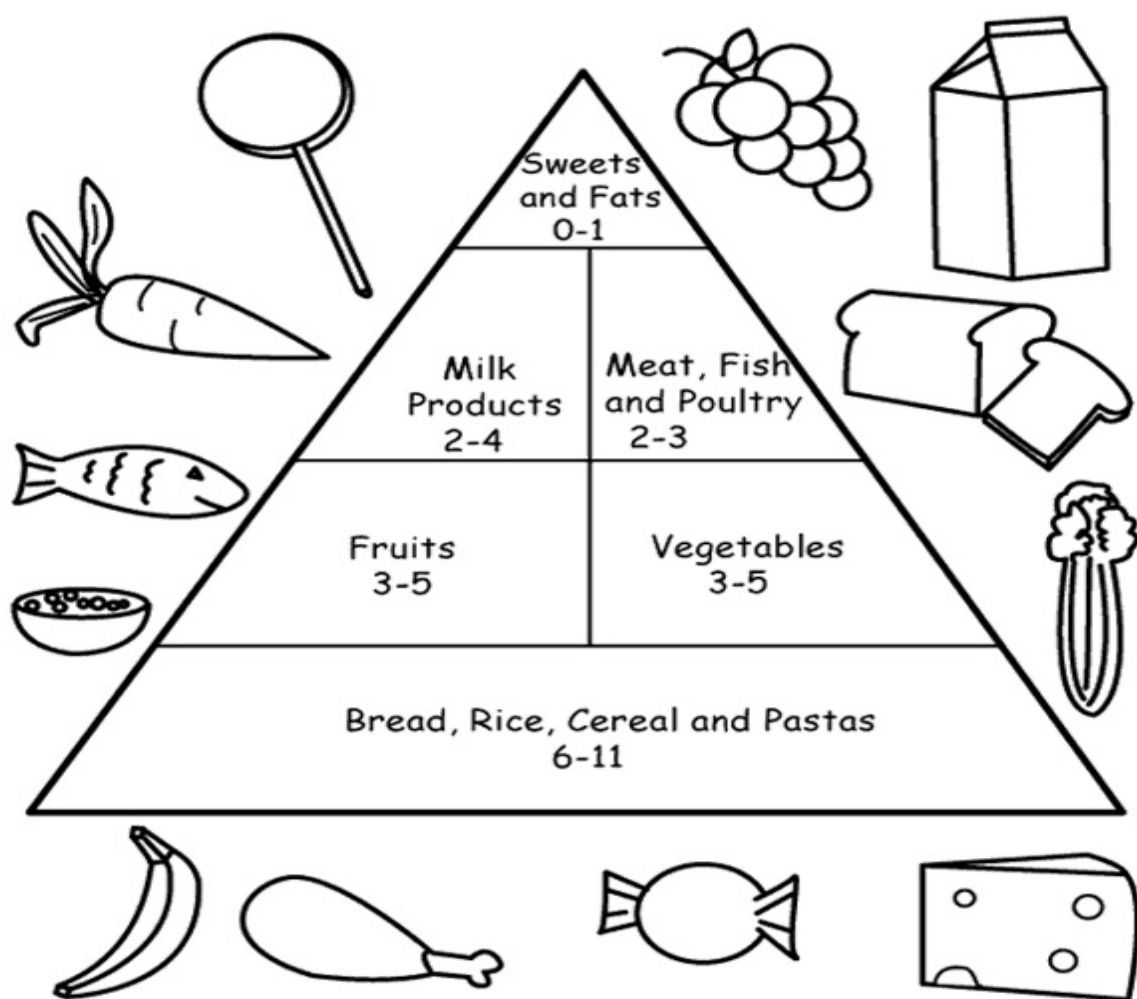 Sweets
and Fats
0-1
Milk
Products
2-4
Meat, Fish
and Poultry
2-3
Fruits
3-5
Vegetables
3-5
Bread, Rice, Cereal and Pastas
6-11